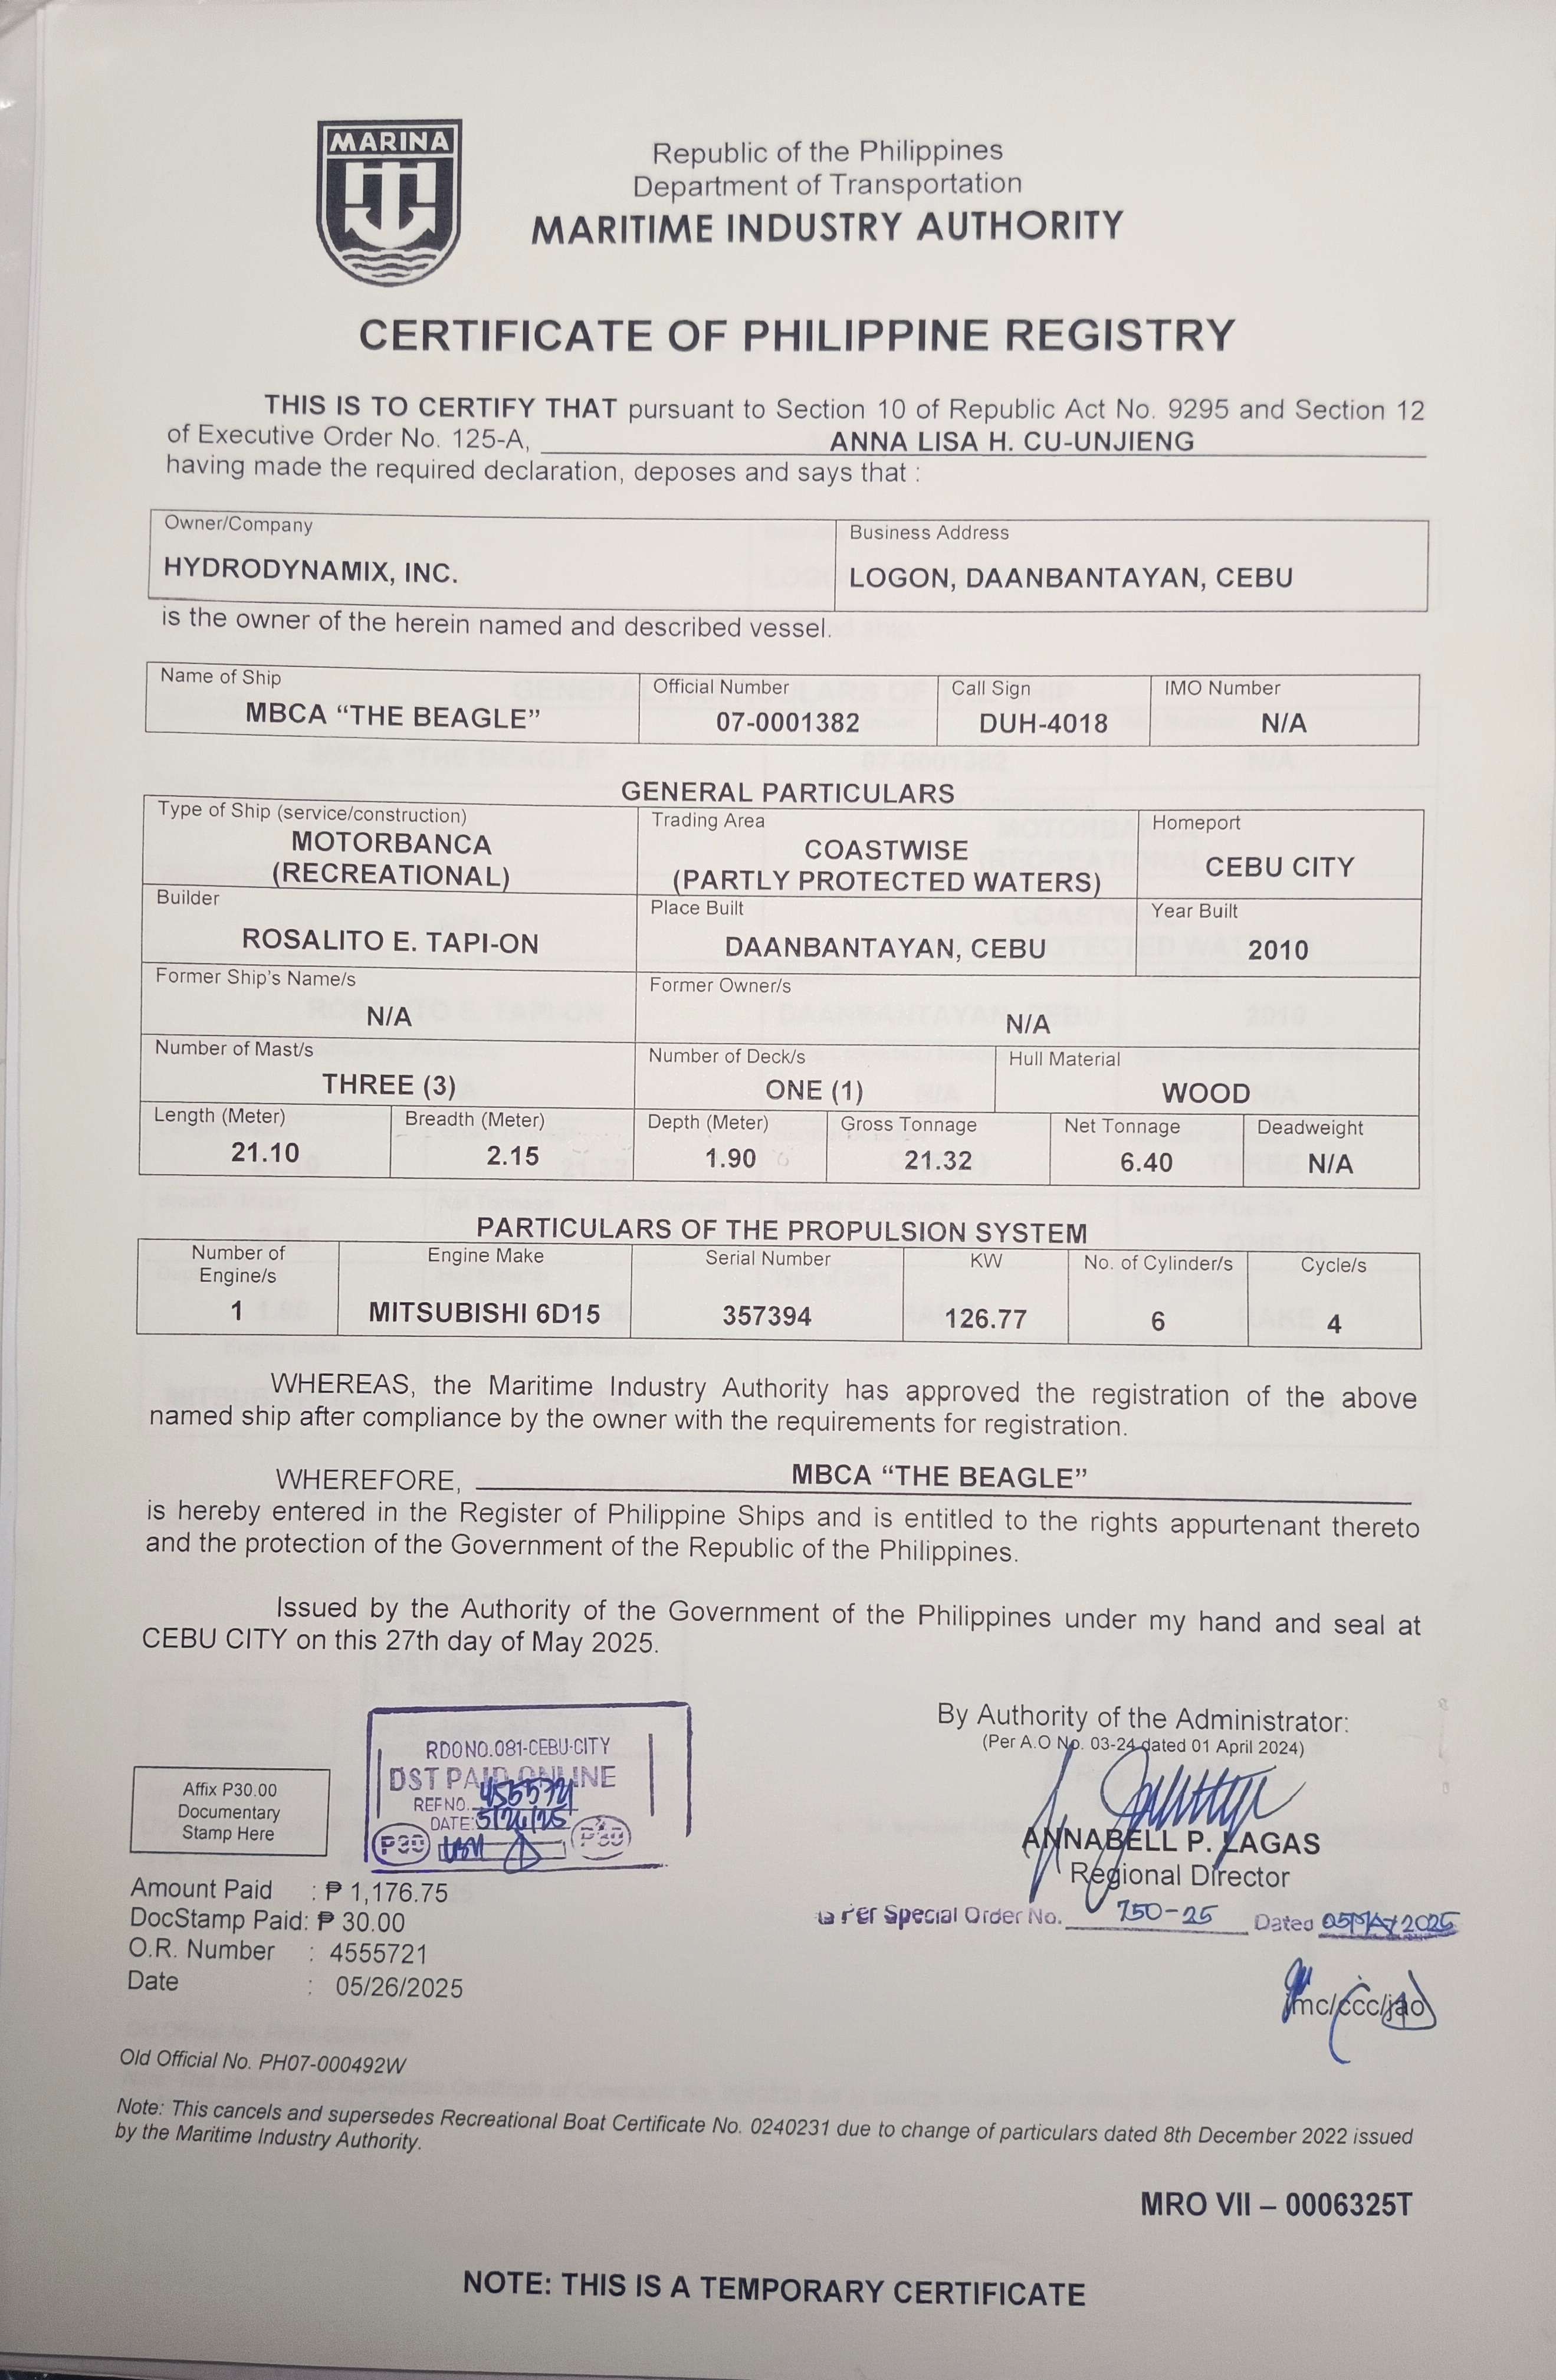 MARINA
Republic of the Philippines
Department of Transportation
MARITIME INDUSTRY AUTHORITY
CERTIFICATE OF PHILIPPINE REGISTRY
THIS IS TO CERTIFY THAT pursuant to Section 10 of Republic Act No. 9295 and Section 12
of Executive Order No. 125-A, ANNA LISA H. CU-UNJIENG
having made the required declaration, deposes and says that :
Owner/Company Business Address
HYDRODYNAMIX, INC. LOGON, DAANBANTAYAN, CEBU
is the owner of the herein named and described vessel.
Name of Ship Official Number Call Sign IMO Number
MBCA “THE BEAGLE” 07-0001382 DUH-4018 N/A
GENERAL PARTICULARS
Type of Ship (service/construction) Trading Area Homeport
MOTORBANCA COASTWISE CEBU CITY
(RECREATIONAL) (PARTLY PROTECTED WATERS)
Builder Place Built Year Built
ROSALITO E. TAPI-ON DAANBANTAYAN, CEBU 2010
Former Ship's Name/s Former Owner/s
N/A N/A
Number of Mast/s Number of Deck/s Hull Material
THREE (3) ONE (1) WOOD
Length (Meter) Breadth (Meter) Depth (Meter) Gross Tonnage Net Tonnage Deadweight
21.10 2.15 1.90 21.32 6.40 N/A
PARTICULARS OF THE PROPULSION SYSTEM
Number of Engine Make Serial Number KW No. of Cylinder/s Cycle/s
Engine/s
1 MITSUBISHI 6D15 357394 126.77 6 4
WHEREAS, the Maritime Industry Authority has approved the registration of the above
named ship after compliance by the owner with the requirements for registration.
WHEREFORE, MBCA “THE BEAGLE”
is hereby entered in the Register of Philippine Ships and is entitled to the rights appurtenant thereto
and the protection of the Government of the Republic of the Philippines.
Issued by the Authority of the Government of the Philippines under my hand and seal at
CEBU CITY on this 27th day of May 2025.
By Authority of the Administrator:
(Per A.O No. 03-24 dated 01 April 2024)
RDO NO. 081-CEBU CITY
DST PAID ONLINE
REF NO. 4555721
DATE: 5/26/25
P30 P30
Affix P30.00
Documentary
Stamp Here
ANNABELL P. LAGAS
Regional Director
as Per Special Order No. 750-25 Dated 05 MAY 2025
Amount Paid : ₱ 1,176.75
DocStamp Paid: ₱ 30.00
O.R. Number : 4555721
Date : 05/26/2025
jmc/ccc/jao
Old Official No. PH07-000492W
Note: This cancels and supersedes Recreational Boat Certificate No. 0240231 due to change of particulars dated 8th December 2022 issued
by the Maritime Industry Authority.
MRO VII – 0006325T
NOTE: THIS IS A TEMPORARY CERTIFICATE